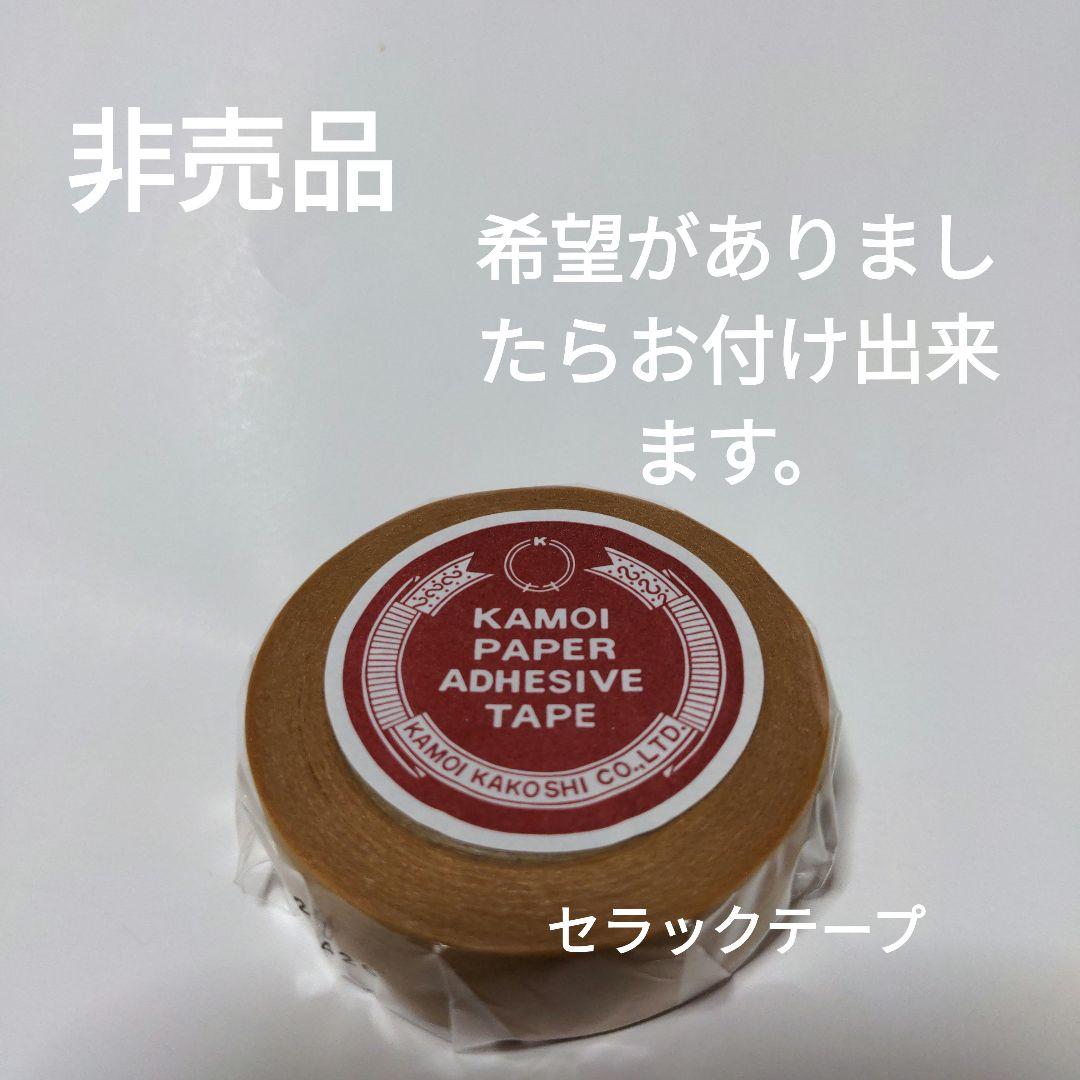 非売品
希望がありまし
たらお付け出来
ます。
K
KAMOI
PAPER
ADHESIVE
TAPE
KAMOI KAKOSHI CO.,LTD.
セラックテープ